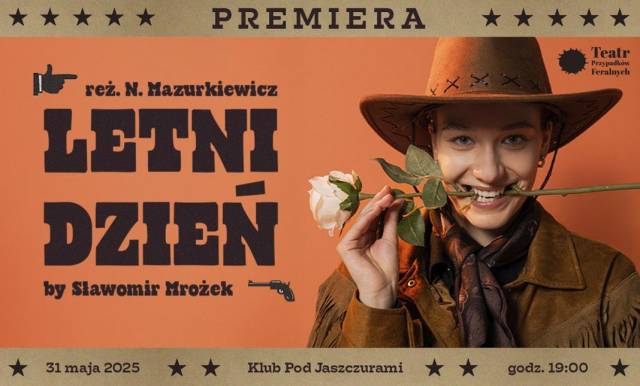 PREMIERA
Teatr
Przypadków
Feralnych
reż. N. Mazurkiewicz
LETNI
DZIEŃ
by Sławomir Mrożek
31 maja 2025
Klub Pod Jaszczurami
godz. 19:00